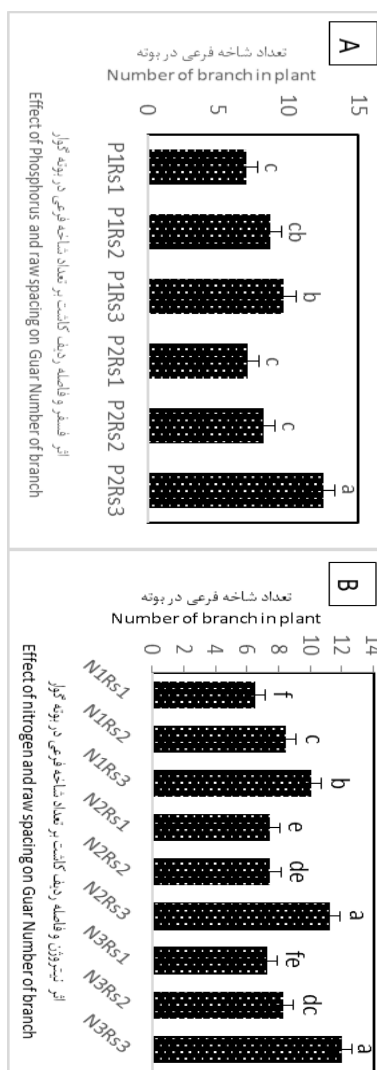 A
تعداد شاخه فرعی در بوته
Number of branch in plant
0 5 10 15
c
cb
b
c
c
a
P1Rs1 P1Rs2 P1Rs3 P2Rs1 P2Rs2 P2Rs3
اثر فسفر و فاصله ردیف کاشت بر تعداد شاخه فرعی در بوته گوار
Effect of Phosphorus and raw spacing on Guar Number of branch
B
تعداد شاخه فرعی در بوته
Number of branch in plant
0 2 4 6 8 10 12 14
f
c
b
e
de
a
fe
dc
a
N1Rs1 N1Rs2 N1Rs3 N2Rs1 N2Rs2 N2Rs3 N3Rs1 N3Rs2 N3Rs3
اثر نیتروژن و فاصله ردیف کاشت بر تعداد شاخه فرعی در بوته گوار
Effect of nitrogen and raw spacing on Guar Number of branch